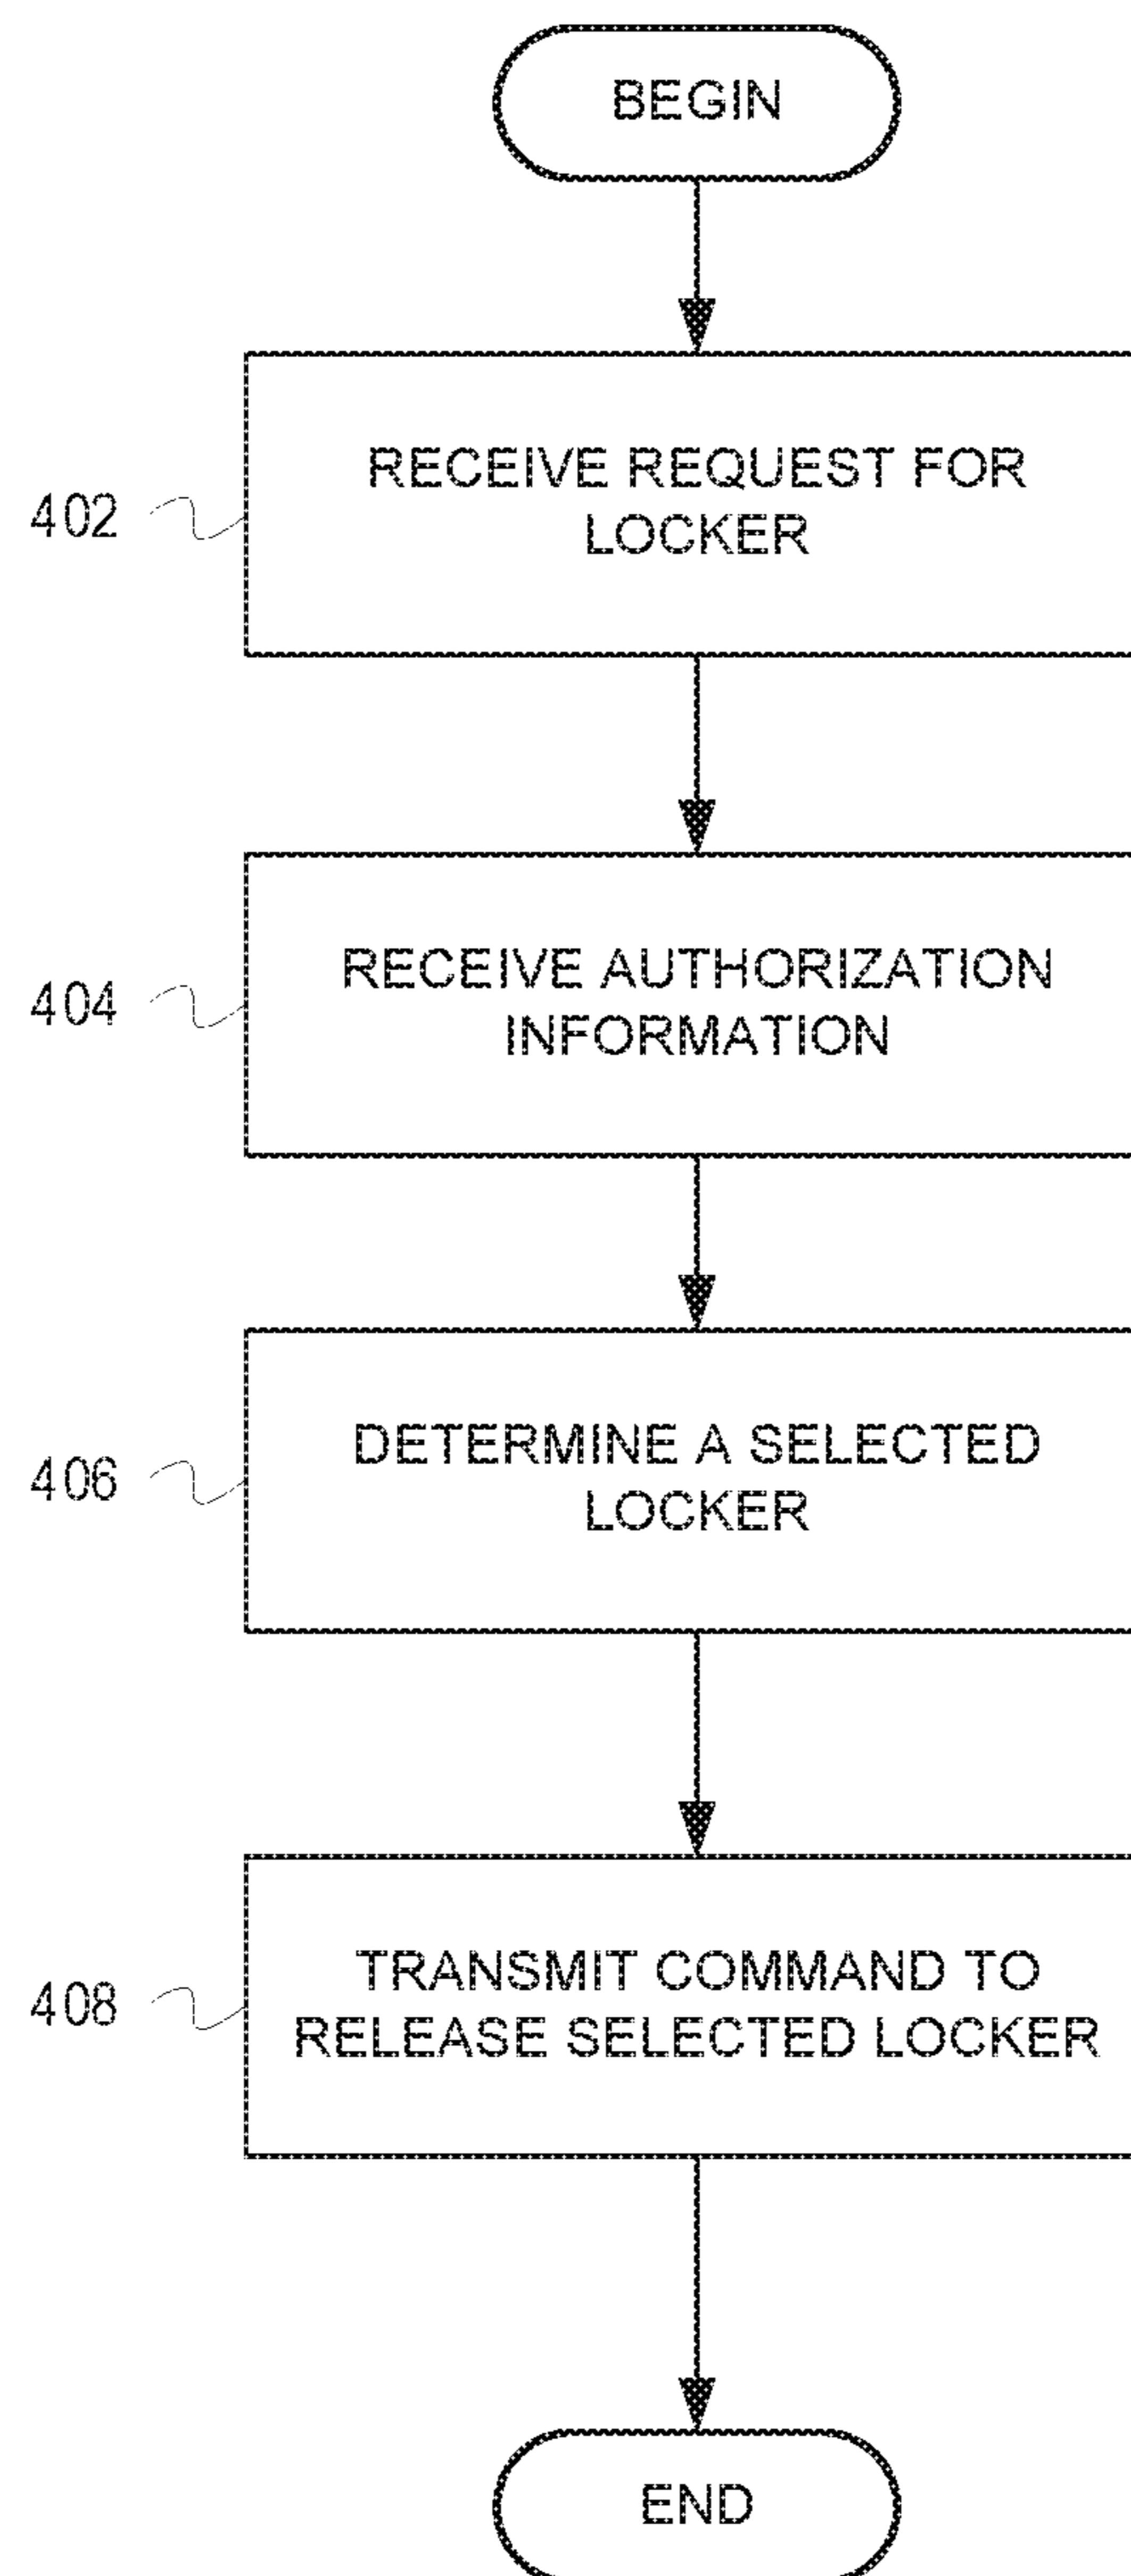 BEGIN
RECEIVE REQUEST FOR
LOCKER
402
RECEIVE AUTHORIZATION
INFORMATION
404
DETERMINE A SELECTED
LOCKER
406
TRANSMIT COMMAND TO
RELEASE SELECTED LOCKER
408
END